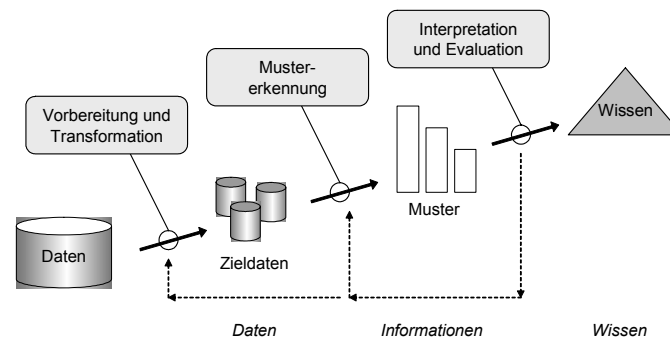 Interpretation
und Evaluation
Muster-
erkennung
Wissen
Vorbereitung und
Transformation
Muster
Daten
Zieldaten
Daten
Informationen
Wissen